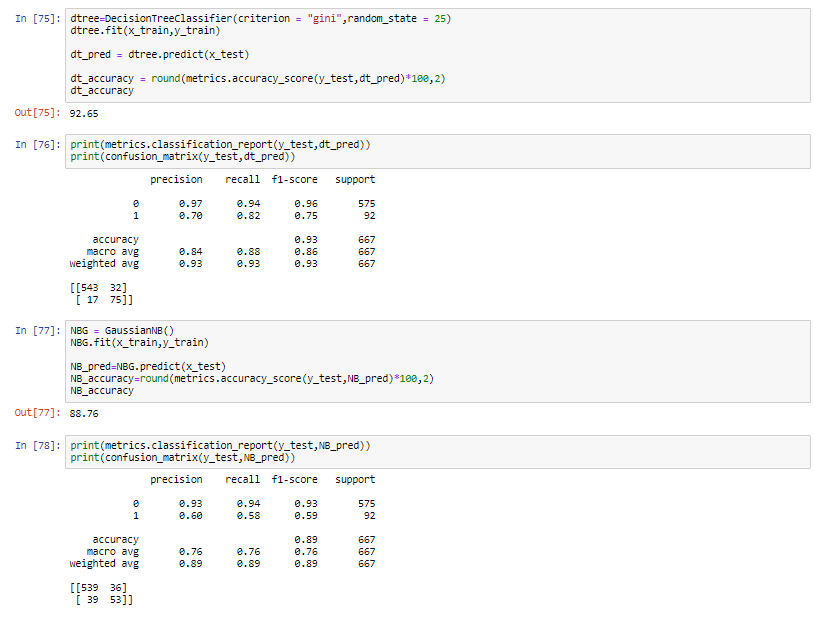 In [75]: dtree=DecisionTreeClassifier(criterion = "gini",random_state = 25)
dtree.fit(x_train,y_train)
dt_pred = dtree.predict(x_test)
dt_accuracy = round(metrics.accuracy_score(y_test,dt_pred)*100,2)
dt_accuracy
Out[75]: 92.65
In [76]: print(metrics.classification_report(y_test,dt_pred))
print(confusion_matrix(y_test,dt_pred))
precision recall f1-score support
0 0.97 0.94 0.96 575
1 0.70 0.82 0.75 92
accuracy 0.93 667
macro avg 0.84 0.88 0.86 667
weighted avg 0.93 0.93 0.93 667
[[543 32]
[ 17 75]]
In [77]: NBG = GaussianNB()
NBG.fit(x_train,y_train)
NB_pred=NBG.predict(x_test)
NB_accuracy=round(metrics.accuracy_score(y_test,NB_pred)*100,2)
NB_accuracy
Out[77]: 88.76
In [78]: print(metrics.classification_report(y_test,NB_pred))
print(confusion_matrix(y_test,NB_pred))
precision recall f1-score support
0 0.93 0.94 0.93 575
1 0.60 0.58 0.59 92
accuracy 0.89 667
macro avg 0.76 0.76 0.76 667
weighted avg 0.89 0.89 0.89 667
[[539 36]
[ 39 53]]